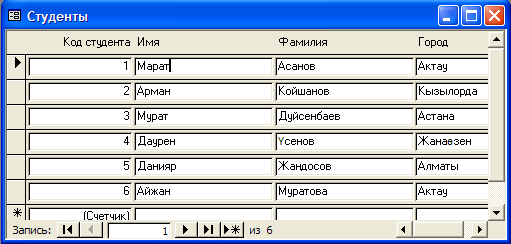 Студенты
Код студента Имя Фамилия Город
1 Марат Асанов Актау
2 Арман Койшанов Кызылорда
3 Мурат Дуйсенбаев Астана
4 Даурен Үсенов Жанаөзен
5 Данияр Жандосов Алматы
6 Айжан Муратова Актау
(Счетчик)
Запись: 1 из 6